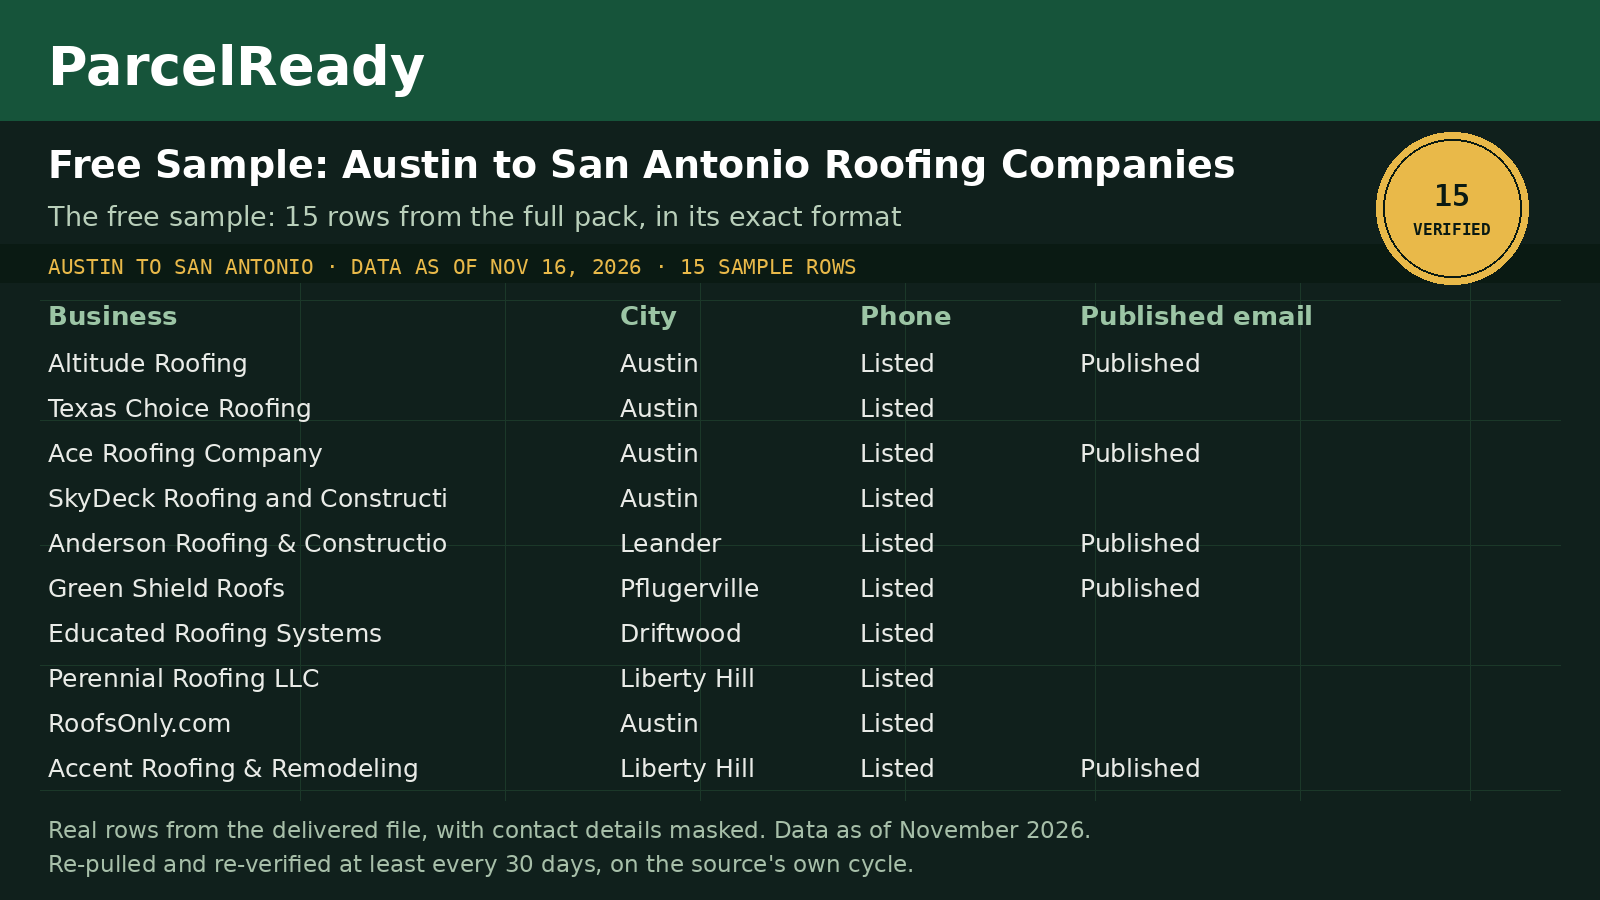 ParcelReady
Free Sample: Austin to San Antonio Roofing Companies
The free sample: 15 rows from the full pack, in its exact format
15
VERIFIED
AUSTIN TO SAN ANTONIO · DATA AS OF NOV 16, 2026 · 15 SAMPLE ROWS
Business City Phone Published email
Altitude Roofing Austin Listed Published
Texas Choice Roofing Austin Listed
Ace Roofing Company Austin Listed Published
SkyDeck Roofing and Constructi Austin Listed
Anderson Roofing & Constructio Leander Listed Published
Green Shield Roofs Pflugerville Listed Published
Educated Roofing Systems Driftwood Listed
Perennial Roofing LLC Liberty Hill Listed
RoofsOnly.com Austin Listed
Accent Roofing & Remodeling Liberty Hill Listed Published
Real rows from the delivered file, with contact details masked. Data as of November 2026.
Re-pulled and re-verified at least every 30 days, on the source's own cycle.